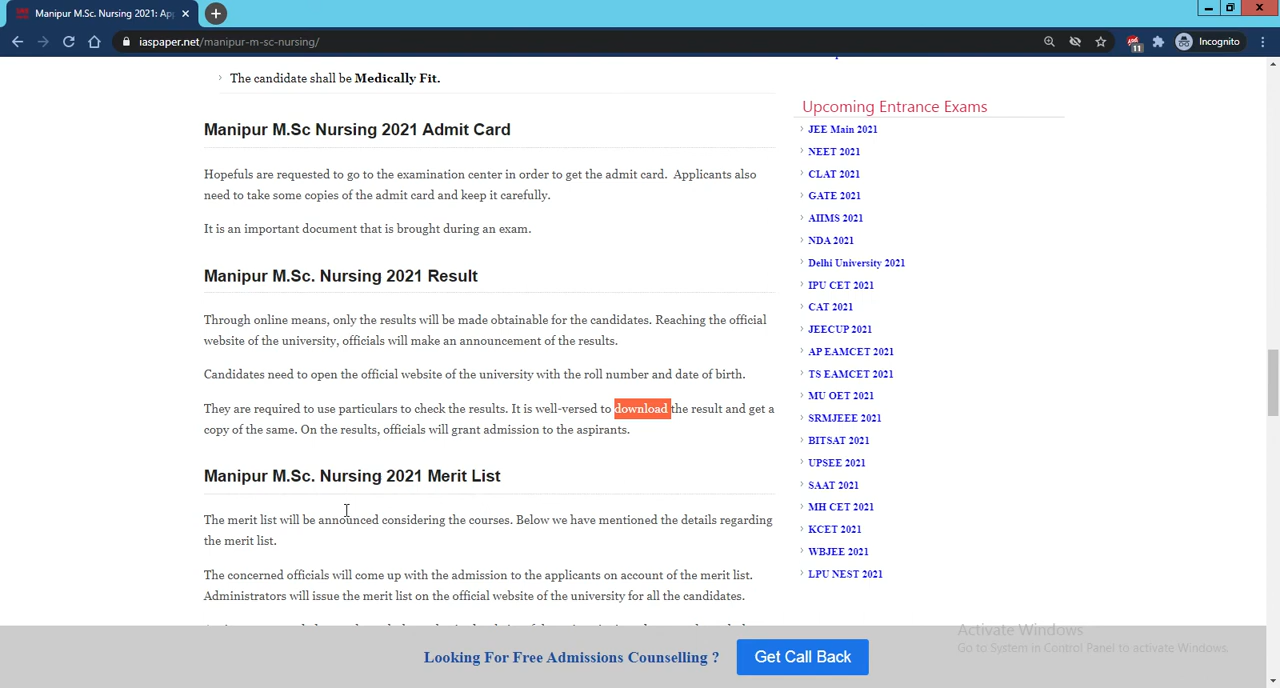 Manipur M.Sc. Nursing 2021: Ap
iaspaper.net/manipur-m-sc-nursing/
11
Incognito
The candidate shall be Medically Fit.
Manipur M.Sc Nursing 2021 Admit Card
Hopefuls are requested to go to the examination center in order to get the admit card. Applicants also
need to take some copies of the admit card and keep it carefully.
It is an important document that is brought during an exam.
Manipur M.Sc. Nursing 2021 Result
Through online means, only the results will be made obtainable for the candidates. Reaching the official
website of the university, officials will make an announcement of the results.
Candidates need to open the official website of the university with the roll number and date of birth.
They are required to use particulars to check the results. It is well-versed to download the result and get a
copy of the same. On the results, officials will grant admission to the aspirants.
Manipur M.Sc. Nursing 2021 Merit List
The merit list will be announced considering the courses. Below we have mentioned the details regarding
the merit list.
The concerned officials will come up with the admission to the applicants on account of the merit list.
Administrators will issue the merit list on the official website of the university for all the candidates.
Upcoming Entrance Exams
JEE Main 2021
NEET 2021
CLAT 2021
GATE 2021
AIIMS 2021
NDA 2021
Delhi University 2021
IPU CET 2021
CAT 2021
JEECUP 2021
AP EAMCET 2021
TS EAMCET 2021
MU OET 2021
SRMJEEE 2021
BITSAT 2021
UPSEE 2021
SAAT 2021
MH CET 2021
KCET 2021
WBJEE 2021
LPU NEST 2021
Looking For Free Admissions Counselling ?
Get Call Back
Activate Windows
Go to System in Control Panel to activate Windows.